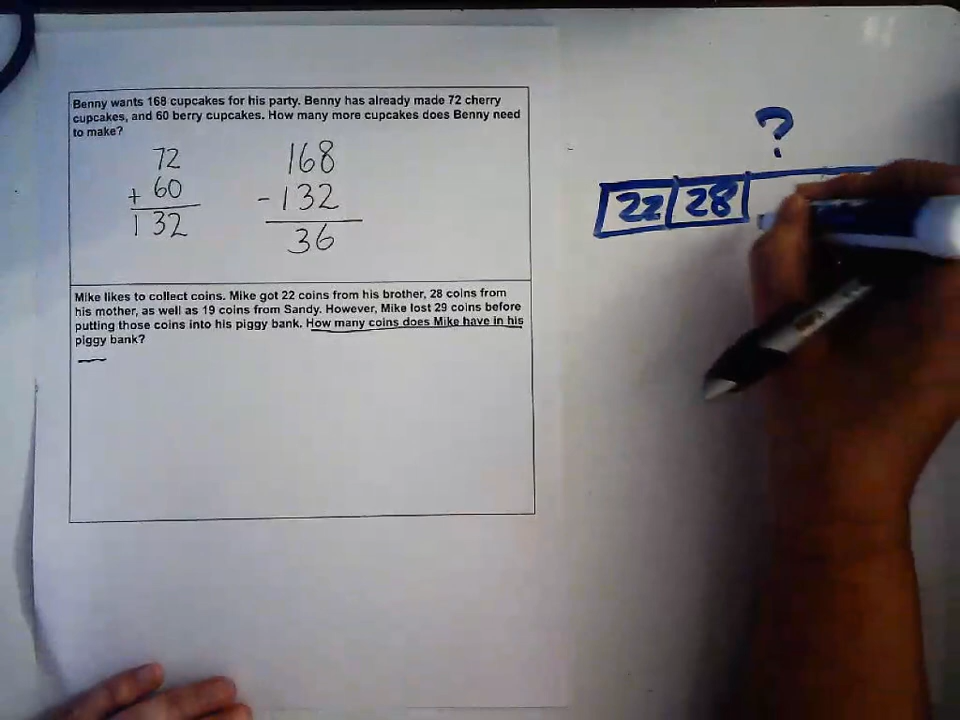 Benny wants 168 cupcakes for his party. Benny has already made 72 cherry
cupcakes, and 60 berry cupcakes. How many more cupcakes does Benny need
to make?
72
+ 60
132
168
- 132
36
Mike likes to collect coins. Mike got 22 coins from his brother, 28 coins from
his mother, as well as 19 coins from Sandy. However, Mike lost 29 coins before
putting those coins into his piggy bank. How many coins does Mike have in his
piggy bank?
?
22 28